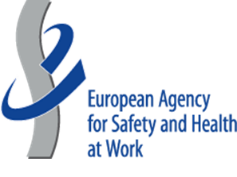 European Agency
for Safety and Health
at Work